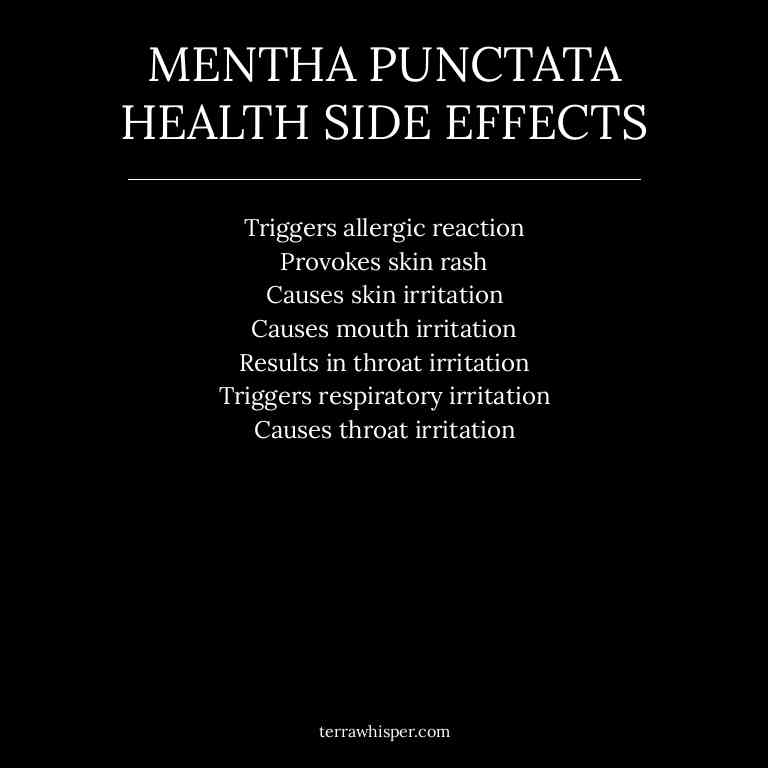 MENTHA PUNCTATA
HEALTH SIDE EFFECTS
Triggers allergic reaction
Provokes skin rash
Causes skin irritation
Causes mouth irritation
Results in throat irritation
Triggers respiratory irritation
Causes throat irritation
terrawhisper.com